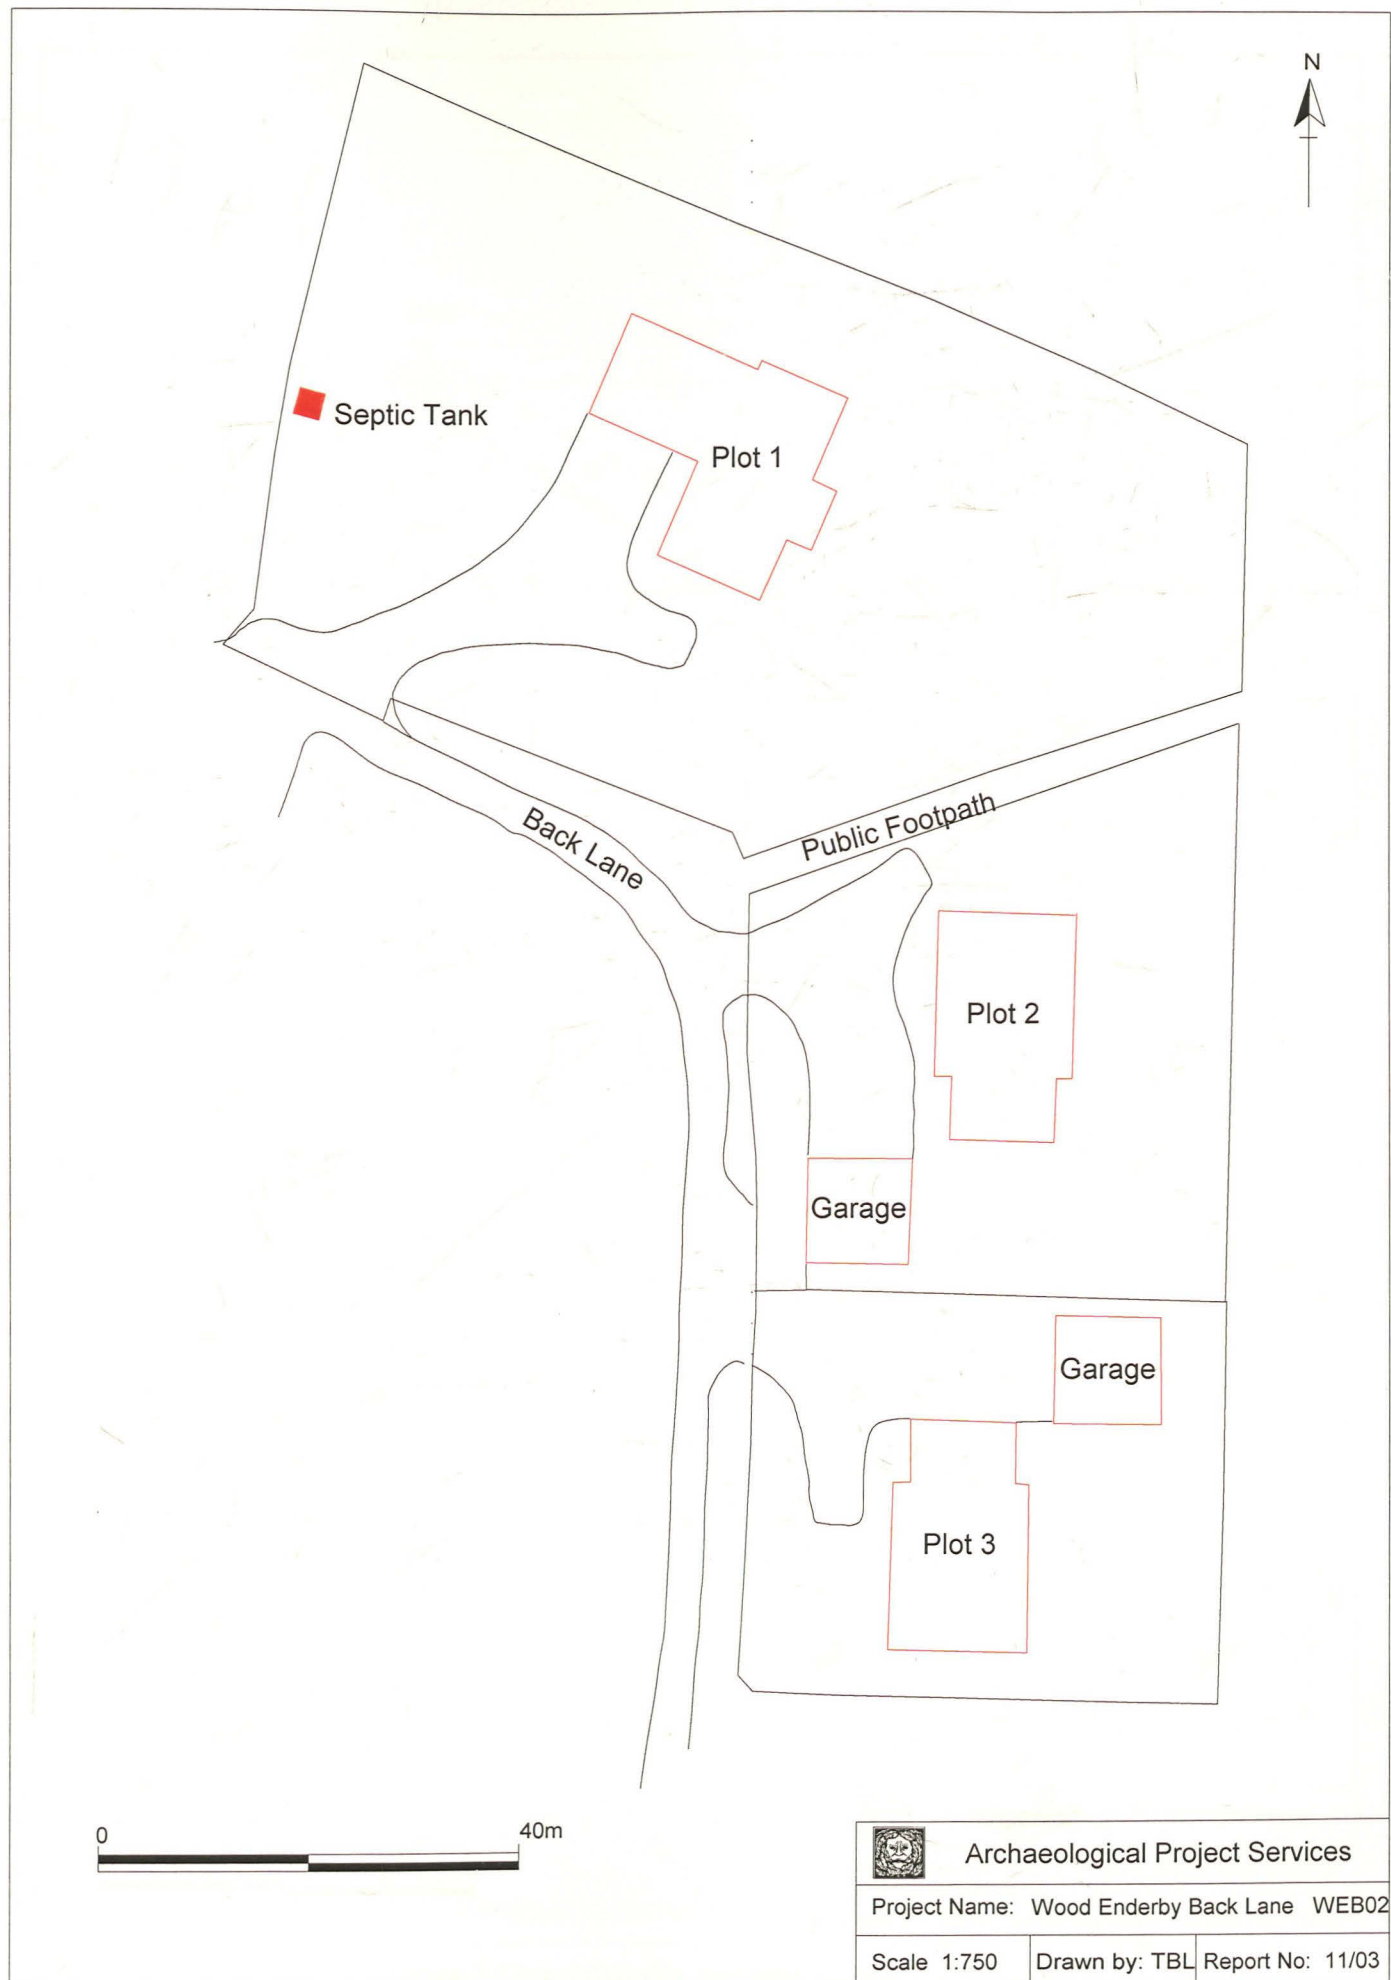 N
Septic Tank
Plot 1
Public Footpath
Back Lane
Plot 2
Garage
Garage
Plot 3
0 40m
Archaeological Project Services
Project Name: Wood Enderby Back Lane WEB02
Scale 1:750 Drawn by: TBL Report No: 11/03